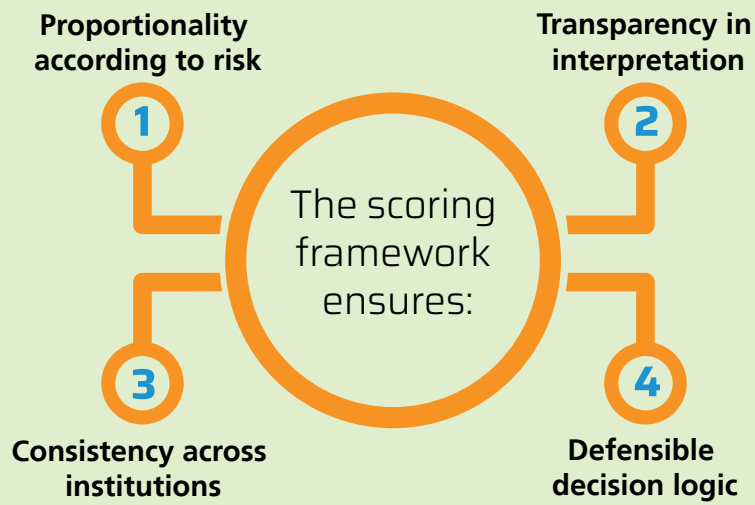 The scoring
framework
ensures:
Proportionality
according to risk
1
Transparency in
interpretation
2
3
Consistency across
institutions
4
Defensible
decision logic